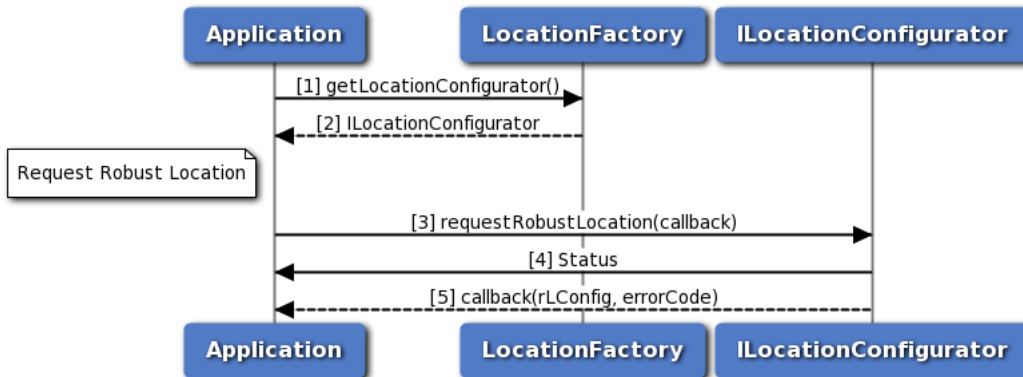 Application
LocationFactory
ILocationConfigurator
[1] getLocationConfigurator()
[2] ILocationConfigurator
Request Robust Location
[3] requestRobustLocation(callback)
[4] Status
[5] callback(rLConfig, errorCode)
Application
LocationFactory
ILocationConfigurator